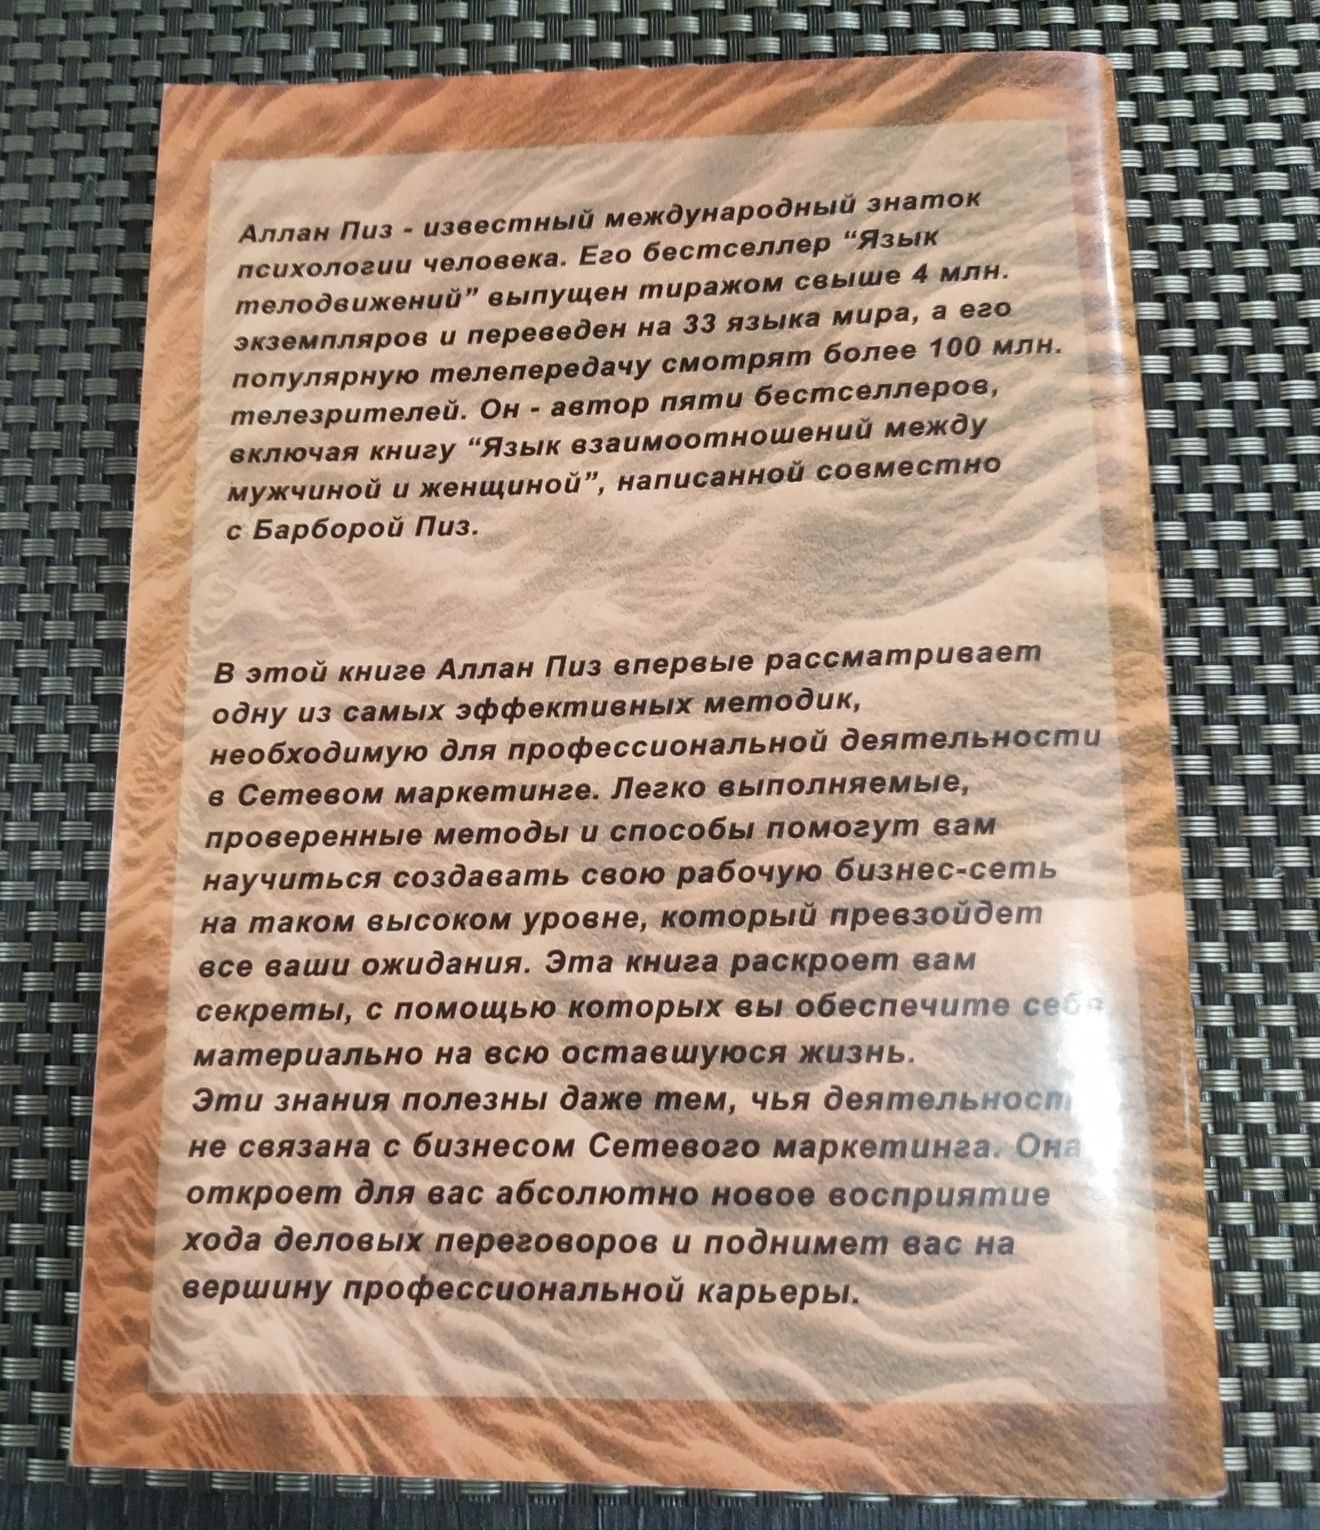 Аллан Пиз - известный международный знаток
психологии человека. Его бестселлер “Язык
телодвижений” выпущен тиражом свыше 4 млн.
экземпляров и переведен на 33 языка мира, а его
популярную телепередачу смотрят более 100 млн.
телезрителей. Он - автор пяти бестселлеров,
включая книгу “Язык взаимоотношений между
мужчиной и женщиной”, написанной совместно
с Барборой Пиз.
В этой книге Аллан Пиз впервые рассматривает
одну из самых эффективных методик,
необходимую для профессиональной деятельности
в Сетевом маркетинге. Легко выполняемые,
проверенные методы и способы помогут вам
научиться создавать свою рабочую бизнес-сеть
на таком высоком уровне, который превзойдет
все ваши ожидания. Эта книга раскроет вам
секреты, с помощью которых вы обеспечите себя
материально на всю оставшуюся жизнь.
Эти знания полезны даже тем, чья деятельность
не связана с бизнесом Сетевого маркетинга. Она
откроет для вас абсолютно новое восприятие
хода деловых переговоров и поднимет вас на
вершину профессиональной карьеры.